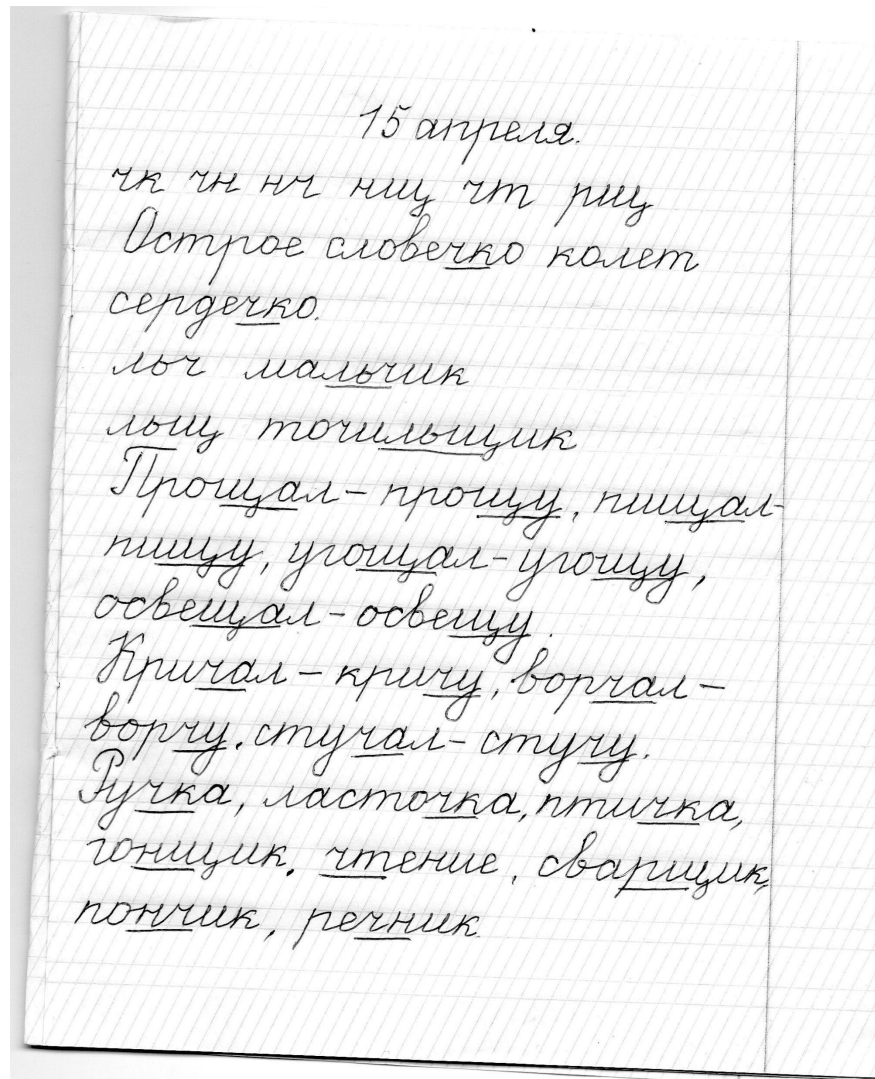 15 апреля.
чк чн нч нщ чт рщ
Острое словечко колет
сердечко.
льч мальчик
льщ точильщик
Прощал - прощу, пищал-
пищу, угощал - угощу,
освещал - освещу.
Кричал - кричу, ворчал -
ворчу, стучал - стучу.
Ручка, ласточка, птичка,
гонщик, чтение, сварщик,
пончик, речник.